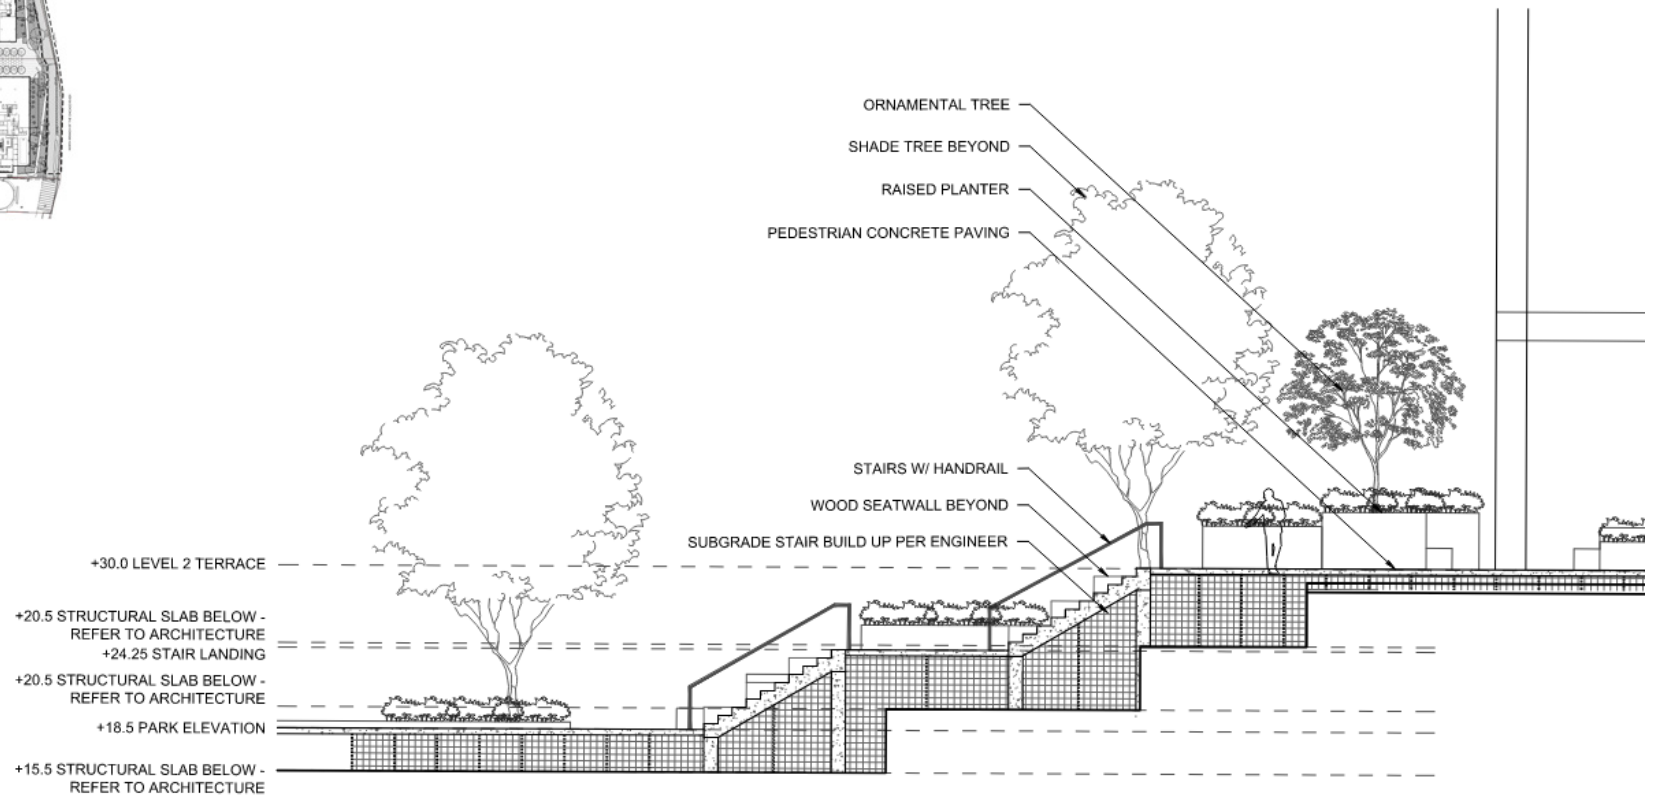 ORNAMENTAL TREE
SHADE TREE BEYOND
RAISED PLANTER
PEDESTRIAN CONCRETE PAVING
STAIRS W/ HANDRAIL
WOOD SEATWALL BEYOND
SUBGRADE STAIR BUILD UP PER ENGINEER
+30.0 LEVEL 2 TERRACE
+20.5 STRUCTURAL SLAB BELOW -
REFER TO ARCHITECTURE
+24.25 STAIR LANDING
+20.5 STRUCTURAL SLAB BELOW -
REFER TO ARCHITECTURE
+18.5 PARK ELEVATION
+15.5 STRUCTURAL SLAB BELOW -
REFER TO ARCHITECTURE